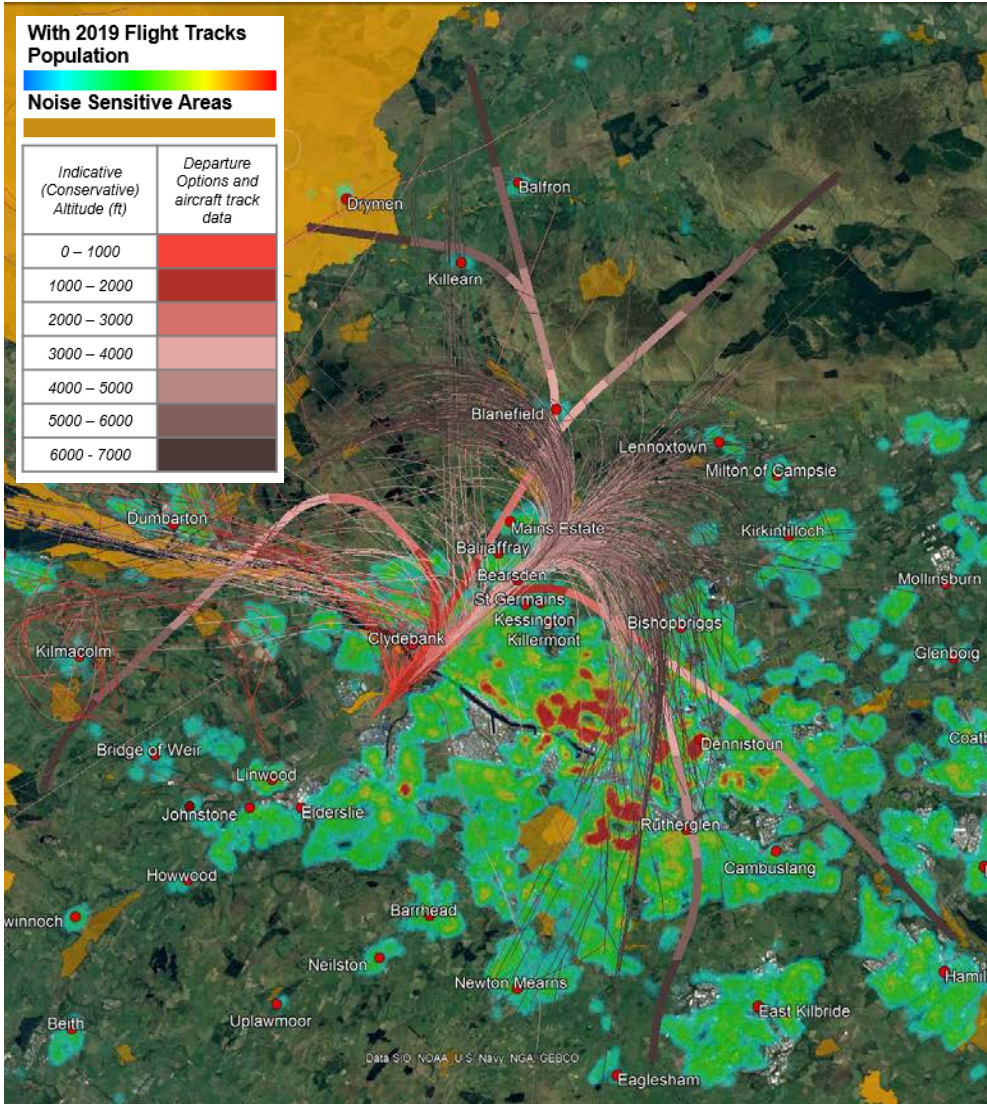 With 2019 Flight Tracks
Population
Noise Sensitive Areas
Indicative
(Conservative)
Altitude (ft)
Departure
Options and
aircraft track
data
0 – 1000
1000 – 2000
2000 – 3000
3000 – 4000
4000 – 5000
5000 – 6000
6000 - 7000
Balfron
Drymen
Killearn
Blanefield
Lennoxtown
Milton of Campsie
Dumbarton
Mains Estate
Kirkintilloch
Baljaffray
Bearsden
Mollinsburn
St Germains
Kessington
Bishopbriggs
Clydebank
Killermont
Kilmacolm
Glenboig
Bridge of Weir
Dennistoun
Coatb
Linwood
Johnstone
Elderslie
Rutherglen
Cambuslang
Howwood
winnoch
Barrhead
Neilston
Newton Mearns
Hamil
Uplawmoor
East Kilbride
Beith
Data SIO, NOAA, U.S. Navy, NGA, GEBCO
Eaglesham